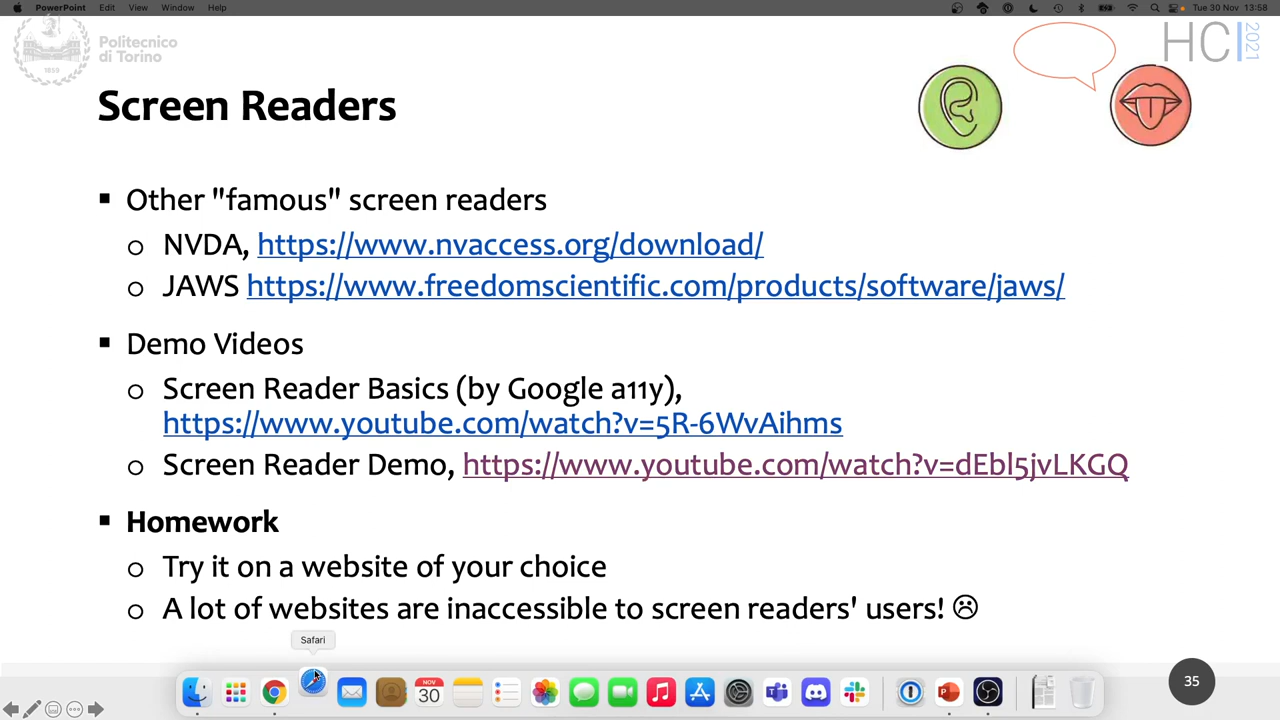 PowerPoint Edit View Window Help Tue 30 Nov 13:58
Politecnico
di Torino
1859
HCI 2021
Screen Readers
Other "famous" screen readers
NVDA, https://www.nvaccess.org/download/
JAWS https://www.freedomscientific.com/products/software/jaws/
Demo Videos
Screen Reader Basics (by Google a11y),
https://www.youtube.com/watch?v=5R-6WvAihms
Screen Reader Demo, https://www.youtube.com/watch?v=dEbl5jvLKGQ
Homework
Try it on a website of your choice
A lot of websites are inaccessible to screen readers' users! ☹
Safari
NOV
30
35